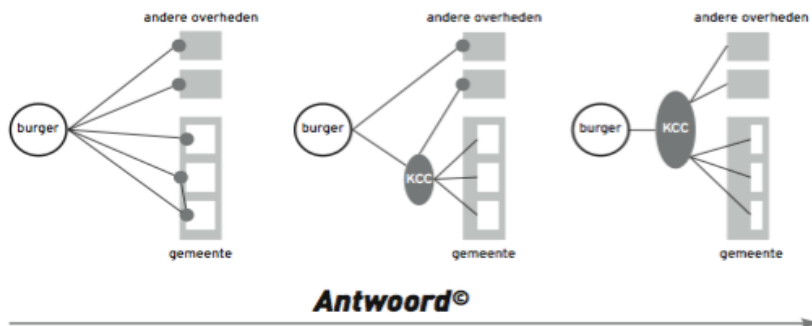 andere overheden
burger
gemeente
andere overheden
burger
KCC
gemeente
andere overheden
burger
KCC
gemeente
Antwoord©